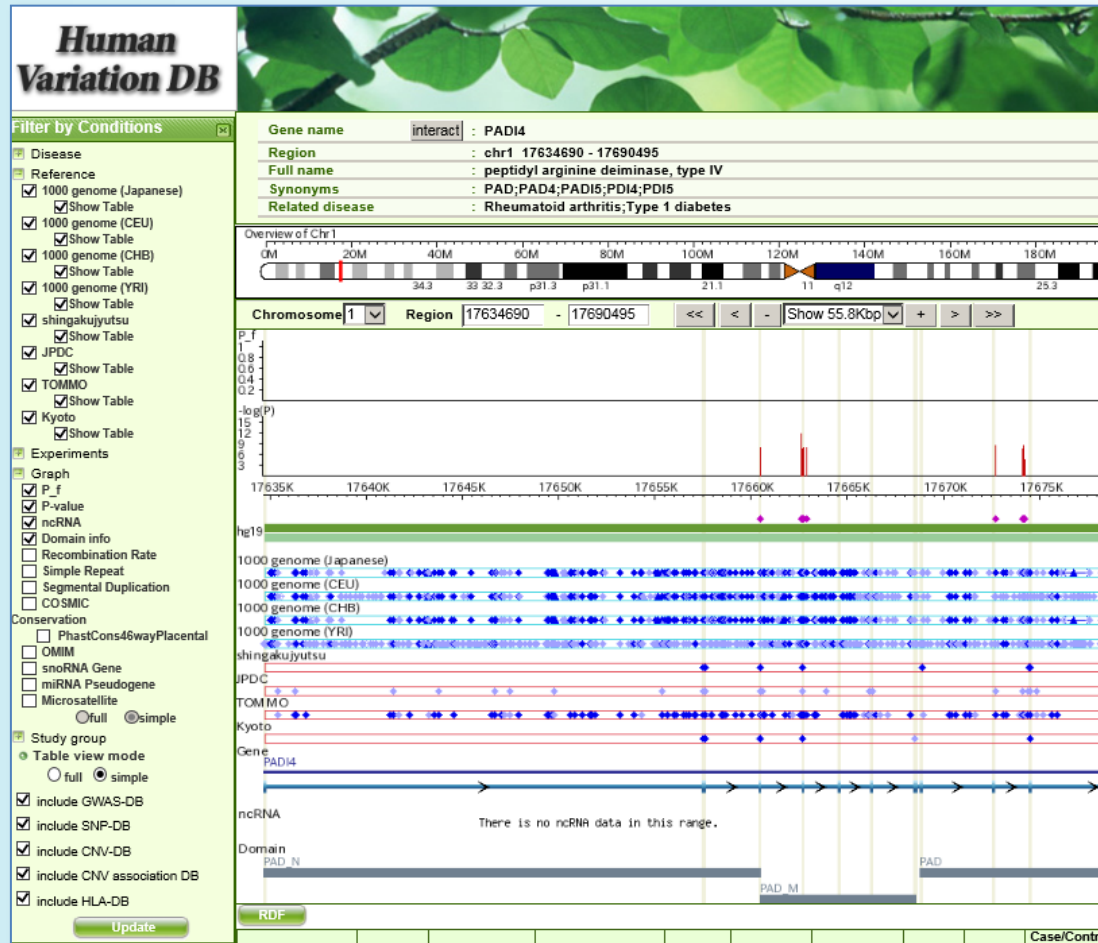 Human
Variation DB
Filter by Conditions
Disease
Reference
1000 genome (Japanese)
Show Table
1000 genome (CEU)
Show Table
1000 genome (CHB)
Show Table
1000 genome (YRI)
Show Table
shingakujyutsu
Show Table
JPDC
Show Table
TOMMO
Show Table
Kyoto
Show Table
Experiments
Graph
P_f
P-value
ncRNA
Domain info
Recombination Rate
Simple Repeat
Segmental Duplication
COSMIC
Conservation
PhastCons46wayPlacental
OMIM
snoRNA Gene
miRNA Pseudogene
Microsatellite
full simple
Study group
Table view mode
full simple
include GWAS-DB
include SNP-DB
include CNV-DB
include CNV association DB
include HLA-DB
Update
Gene name interact : PADI4
Region : chr1 17634690 - 17690495
Full name : peptidyl arginine deiminase, type IV
Synonyms : PAD;PAD4;PADI5;PDI4;PDI5
Related disease : Rheumatoid arthritis;Type 1 diabetes
Overview of Chr1
0M 20M 40M 60M 80M 100M 120M 140M 160M 180M
34.3 33 32.3 p31.3 p31.1 21.1 11 q12 25.3
Chromosome 1 Region 17634690 - 17690495 << < - Show 55.8Kbp + > >>
P_f
1
0.8
0.6
0.4
0.2
-log(P)
15
12
9
6
3
17635K 17640K 17645K 17650K 17655K 17660K 17665K 17670K 17675K
hg19
1000 genome (Japanese)
1000 genome (CEU)
1000 genome (CHB)
1000 genome (YRI)
shingakujyutsu
JPDC
TOMMO
Kyoto
Gene
PADI4
ncRNA
There is no ncRNA data in this range.
Domain
PAD_N PAD
PAD_M
RDF
Case/Contr